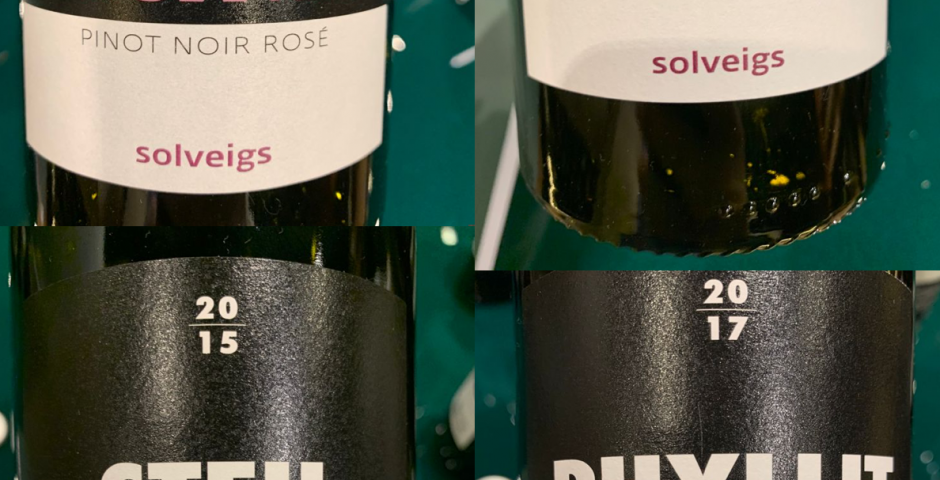 PINOT NOIR ROSÉ
solveigs
solveigs
20
15
20
17